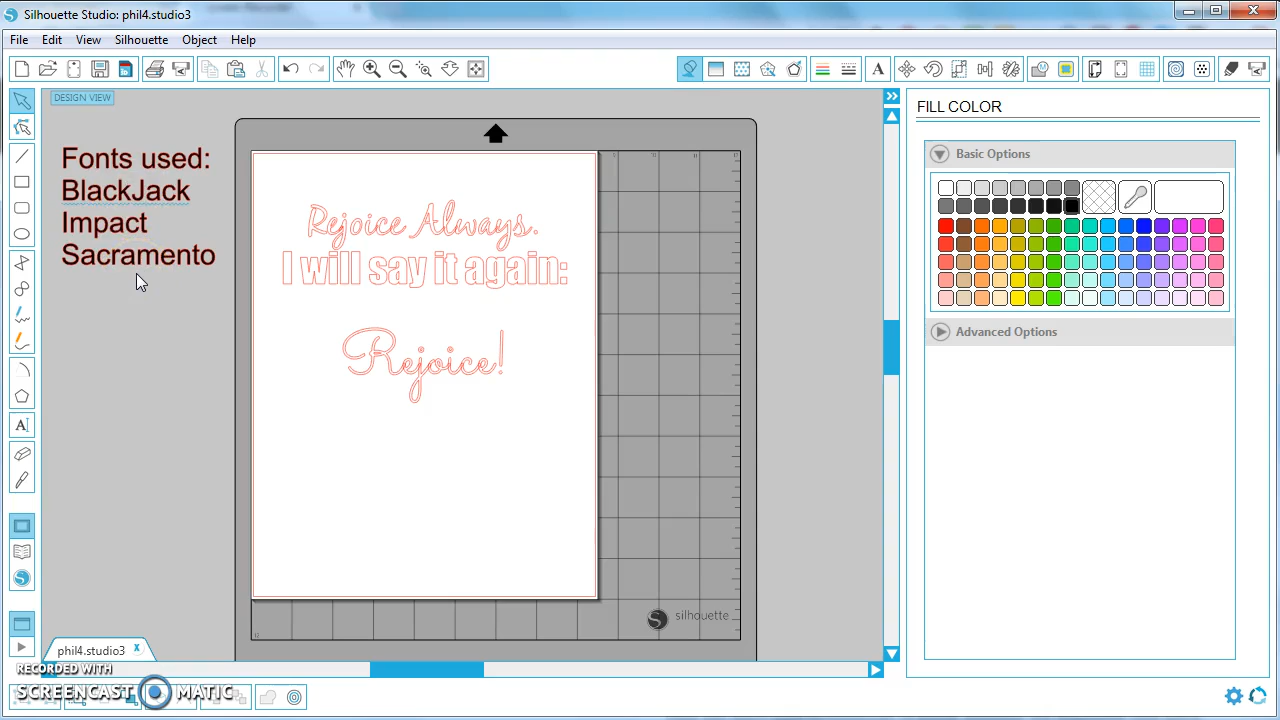 Silhouette Studio: phil4.studio3
File Edit View Silhouette Object Help
DESIGN VIEW
FILL COLOR
Basic Options
Advanced Options
Fonts used:
BlackJack
Impact
Sacramento
Rejoice Always.
I will say it again:
Rejoice!
silhouette
phil4.studio3 x
RECORDED WITH
SCREENCAST MATIC